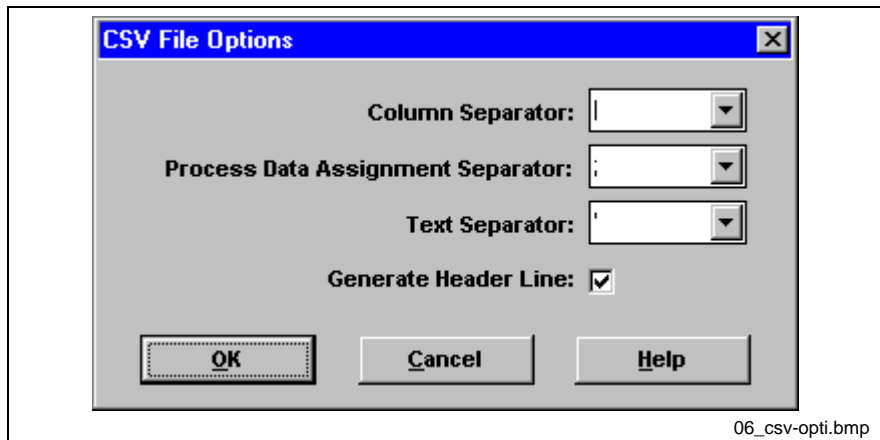 CSV File Options
Column Separator: |
Process Data Assignment Separator: ;
Text Separator: '
Generate Header Line:
OK Cancel Help
06_csv-opti.bmp